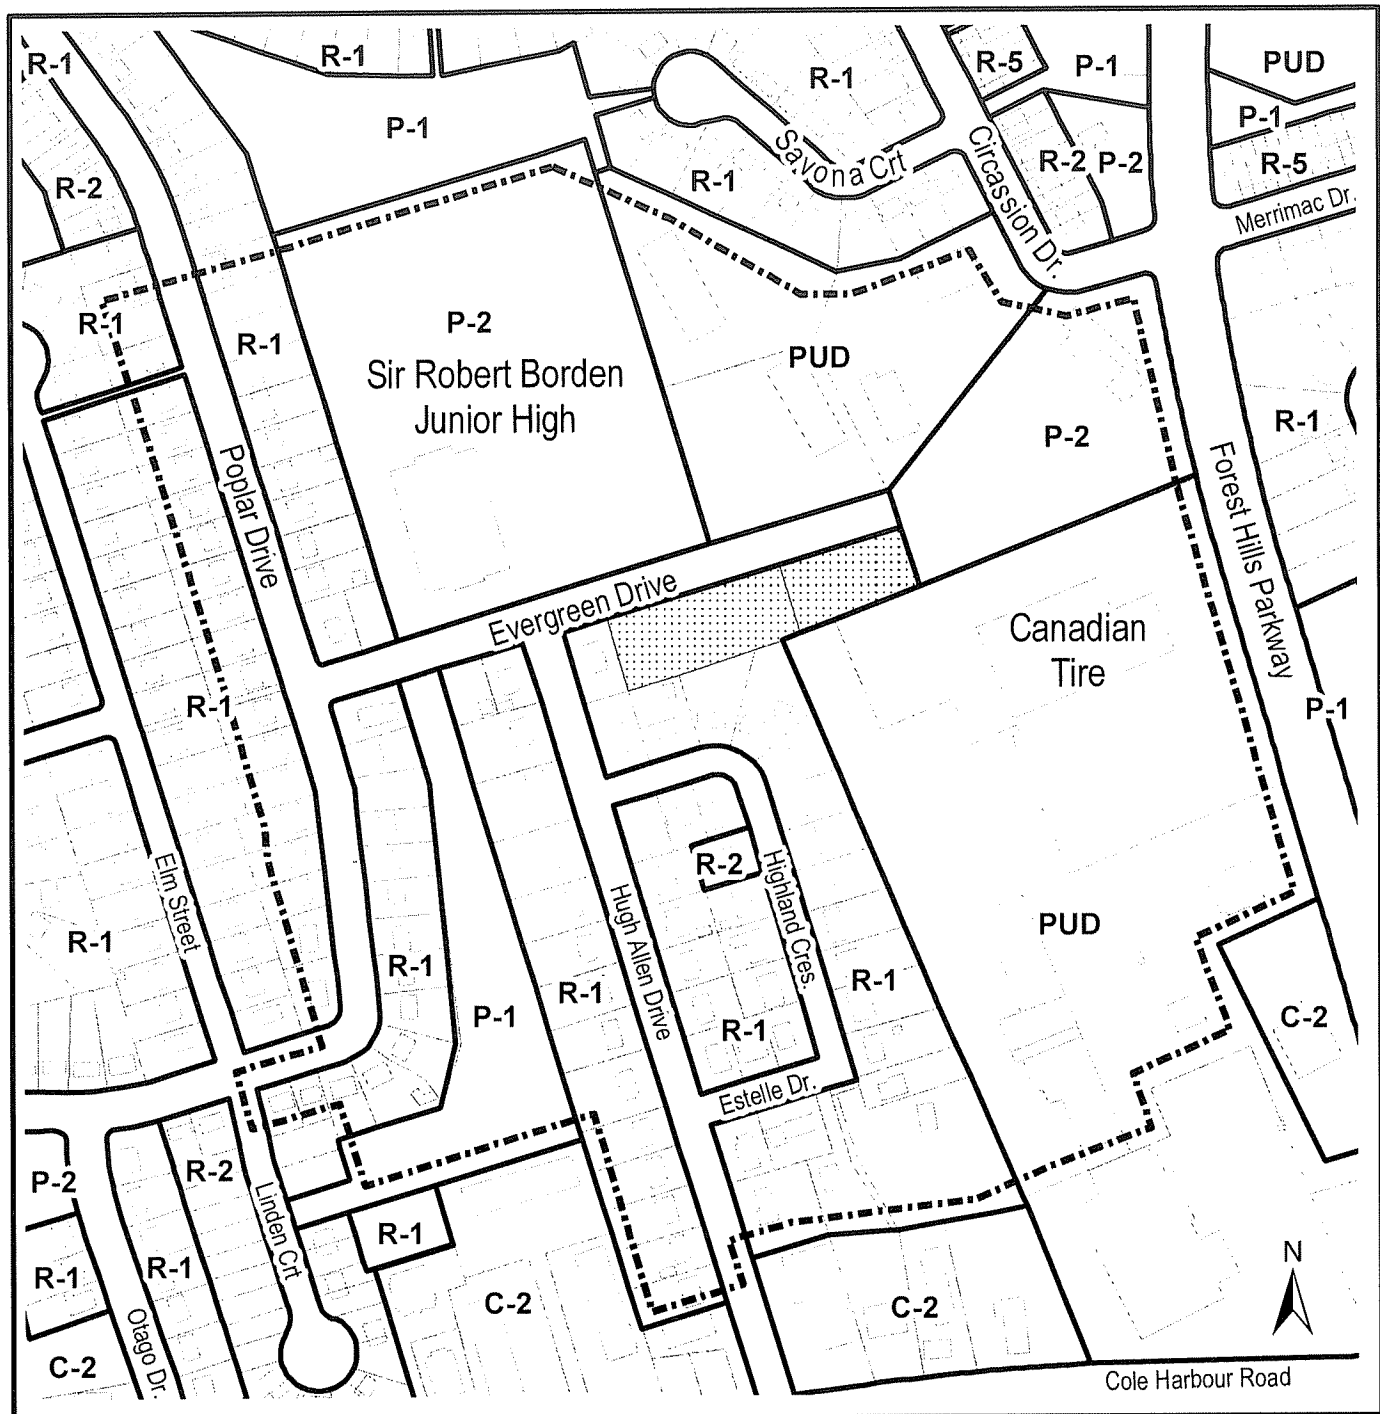 R-1
R-1
P-1
R-1
R-5
P-1
PUD
P-1
R-5
R-2
P-2
R-2
R-1
Savona Crt
Circassion Dr.
Merrimac Dr.
R-1
R-1
P-2
Sir Robert Borden
Junior High
PUD
P-2
R-1
Poplar Drive
Forest Hills Parkway
Evergreen Drive
Canadian
Tire
R-1
P-1
Elm Street
R-2
Highland Cres.
Hugh Allen Drive
PUD
R-1
R-1
R-1
R-1
R-1
P-1
C-2
Estelle Dr.
P-2
R-2
Linden Crt
R-1
R-1
R-1
Otago Dr.
C-2
C-2
C-2
N
Cole Harbour Road